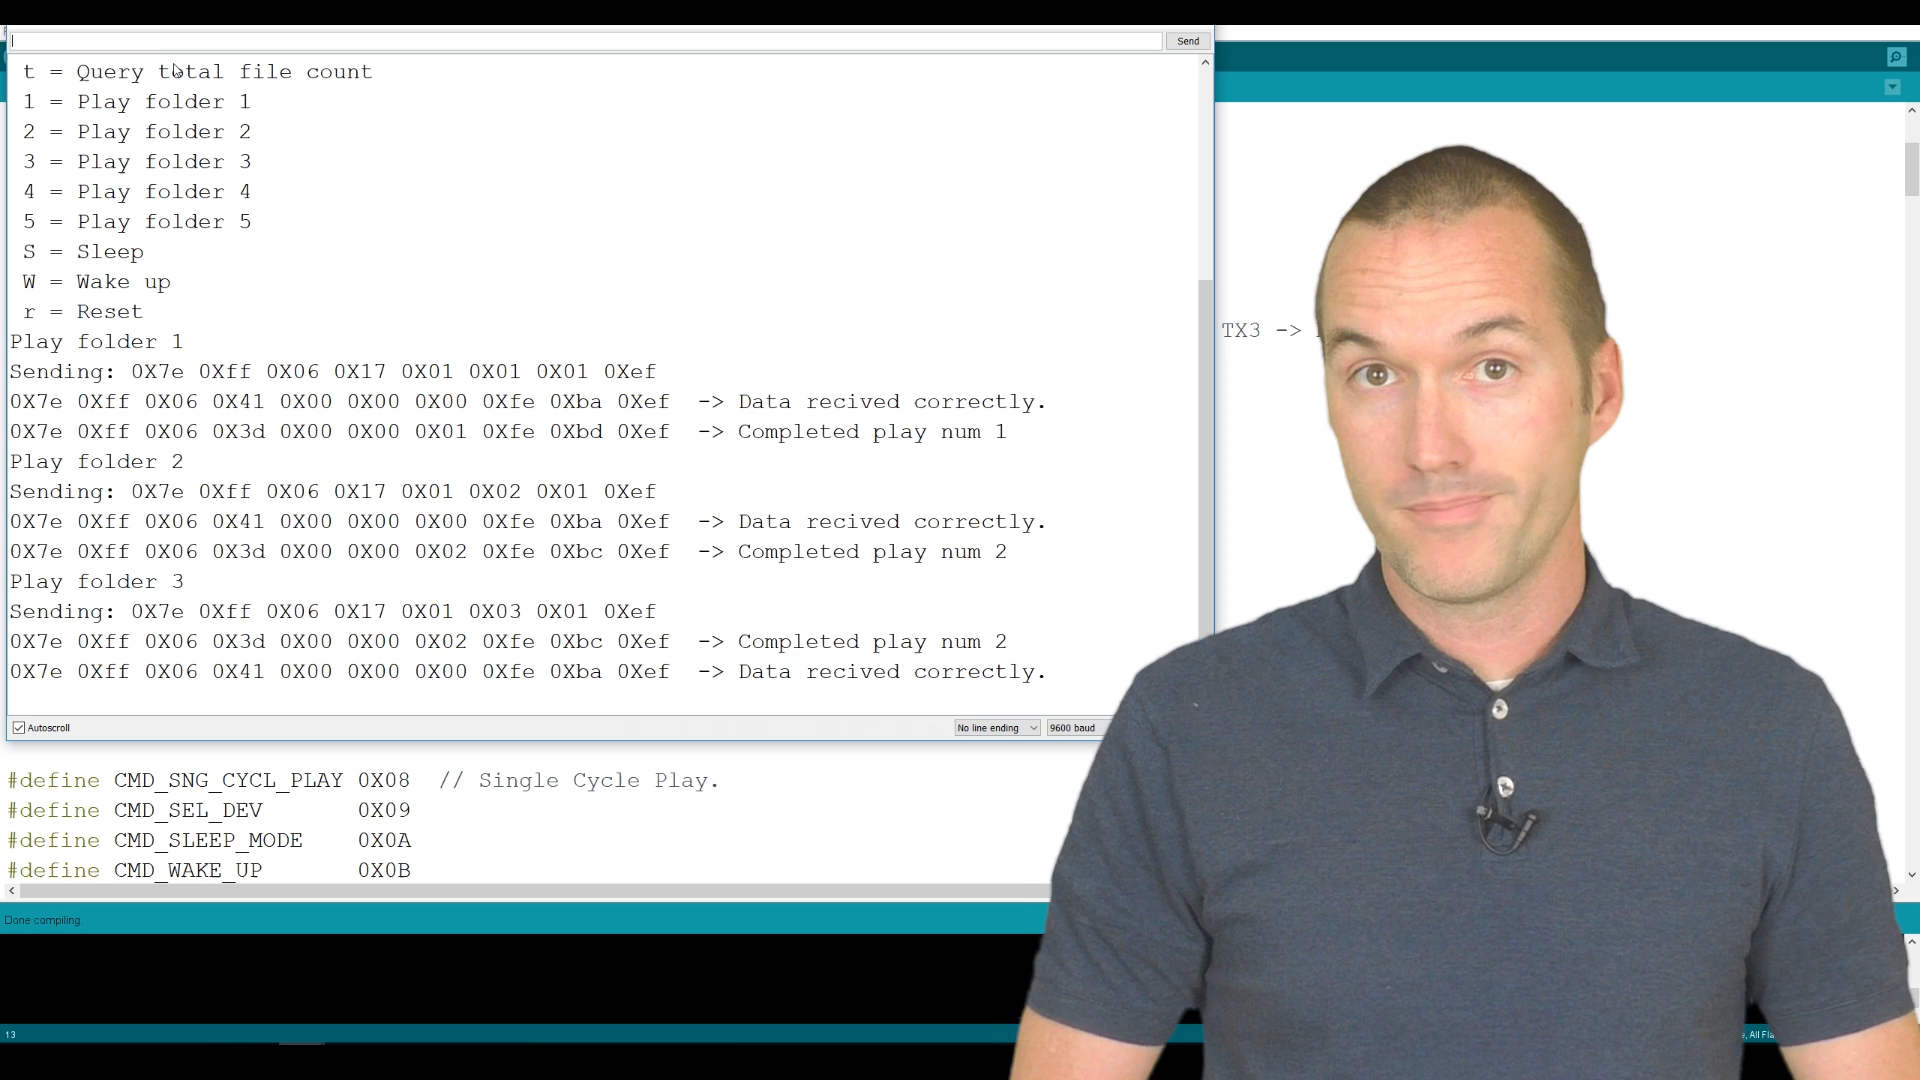 Send
t = Query total file count
1 = Play folder 1
2 = Play folder 2
3 = Play folder 3
4 = Play folder 4
5 = Play folder 5
S = Sleep
W = Wake up
r = Reset
Play folder 1
Sending: 0X7e 0Xff 0X06 0X17 0X01 0X01 0X01 0Xef
0X7e 0Xff 0X06 0X41 0X00 0X00 0X00 0Xfe 0Xba 0Xef -> Data recived correctly.
0X7e 0Xff 0X06 0X3d 0X00 0X00 0X01 0Xfe 0Xbd 0Xef -> Completed play num 1
Play folder 2
Sending: 0X7e 0Xff 0X06 0X17 0X01 0X02 0X01 0Xef
0X7e 0Xff 0X06 0X41 0X00 0X00 0X00 0Xfe 0Xba 0Xef -> Data recived correctly.
0X7e 0Xff 0X06 0X3d 0X00 0X00 0X02 0Xfe 0Xbc 0Xef -> Completed play num 2
Play folder 3
Sending: 0X7e 0Xff 0X06 0X17 0X01 0X03 0X01 0Xef
0X7e 0Xff 0X06 0X3d 0X00 0X00 0X02 0Xfe 0Xbc 0Xef -> Completed play num 2
0X7e 0Xff 0X06 0X41 0X00 0X00 0X00 0Xfe 0Xba 0Xef -> Data recived correctly.
Autoscroll
No line ending
9600 baud
TX3 ->
#define CMD_SNG_CYCL_PLAY 0X08 // Single Cycle Play.
#define CMD_SEL_DEV 0X09
#define CMD_SLEEP_MODE 0X0A
#define CMD_WAKE_UP 0X0B
Done compiling.
13
All